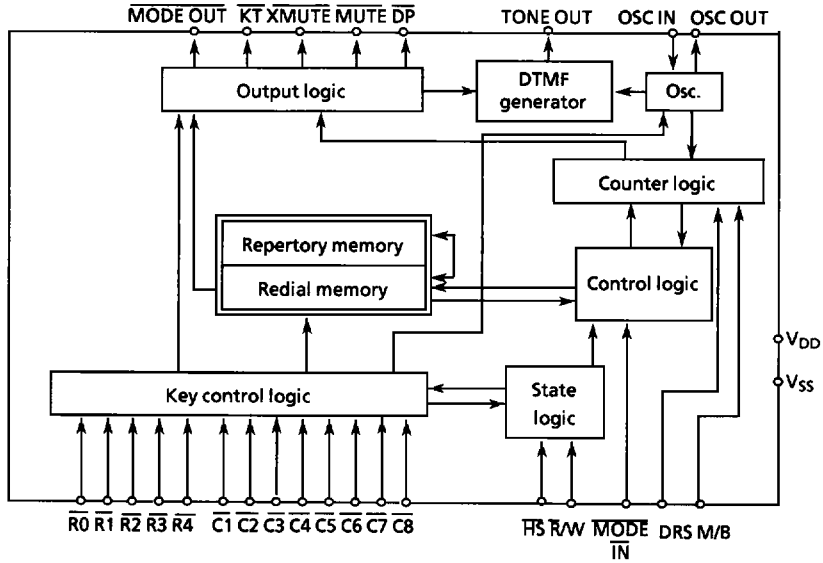 MODE OUT KT XMUTE MUTE DP TONE OUT OSC IN OSC OUT
Output logic
DTMF
generator
Osc.
Counter logic
Repertory memory
Redial memory
Control logic
VDD
VSS
Key control logic
State
logic
R0 R1 R2 R3 R4 C1 C2 C3 C4 C5 C6 C7 C8 HS R/W MODE IN DRS M/B